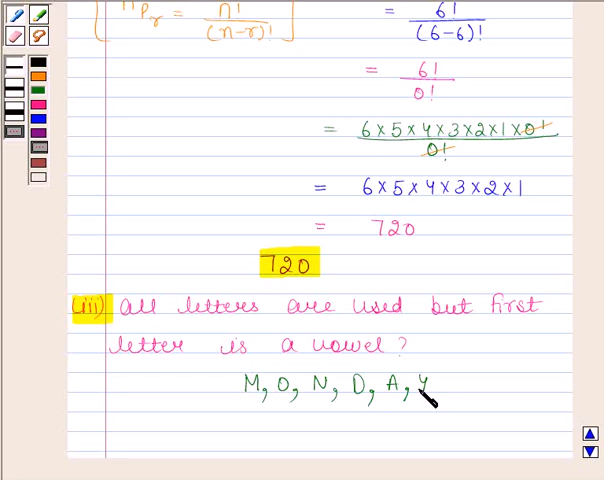 ⁿPᵣ = n! / (n-r)! = 6! / (6-6)!
= 6! / 0!
= 6×5×4×3×2×1×0! / 0!
= 6×5×4×3×2×1
= 720
720
(iii) all letters are used but first
letter is a vowel?
M, O, N, D, A, Y